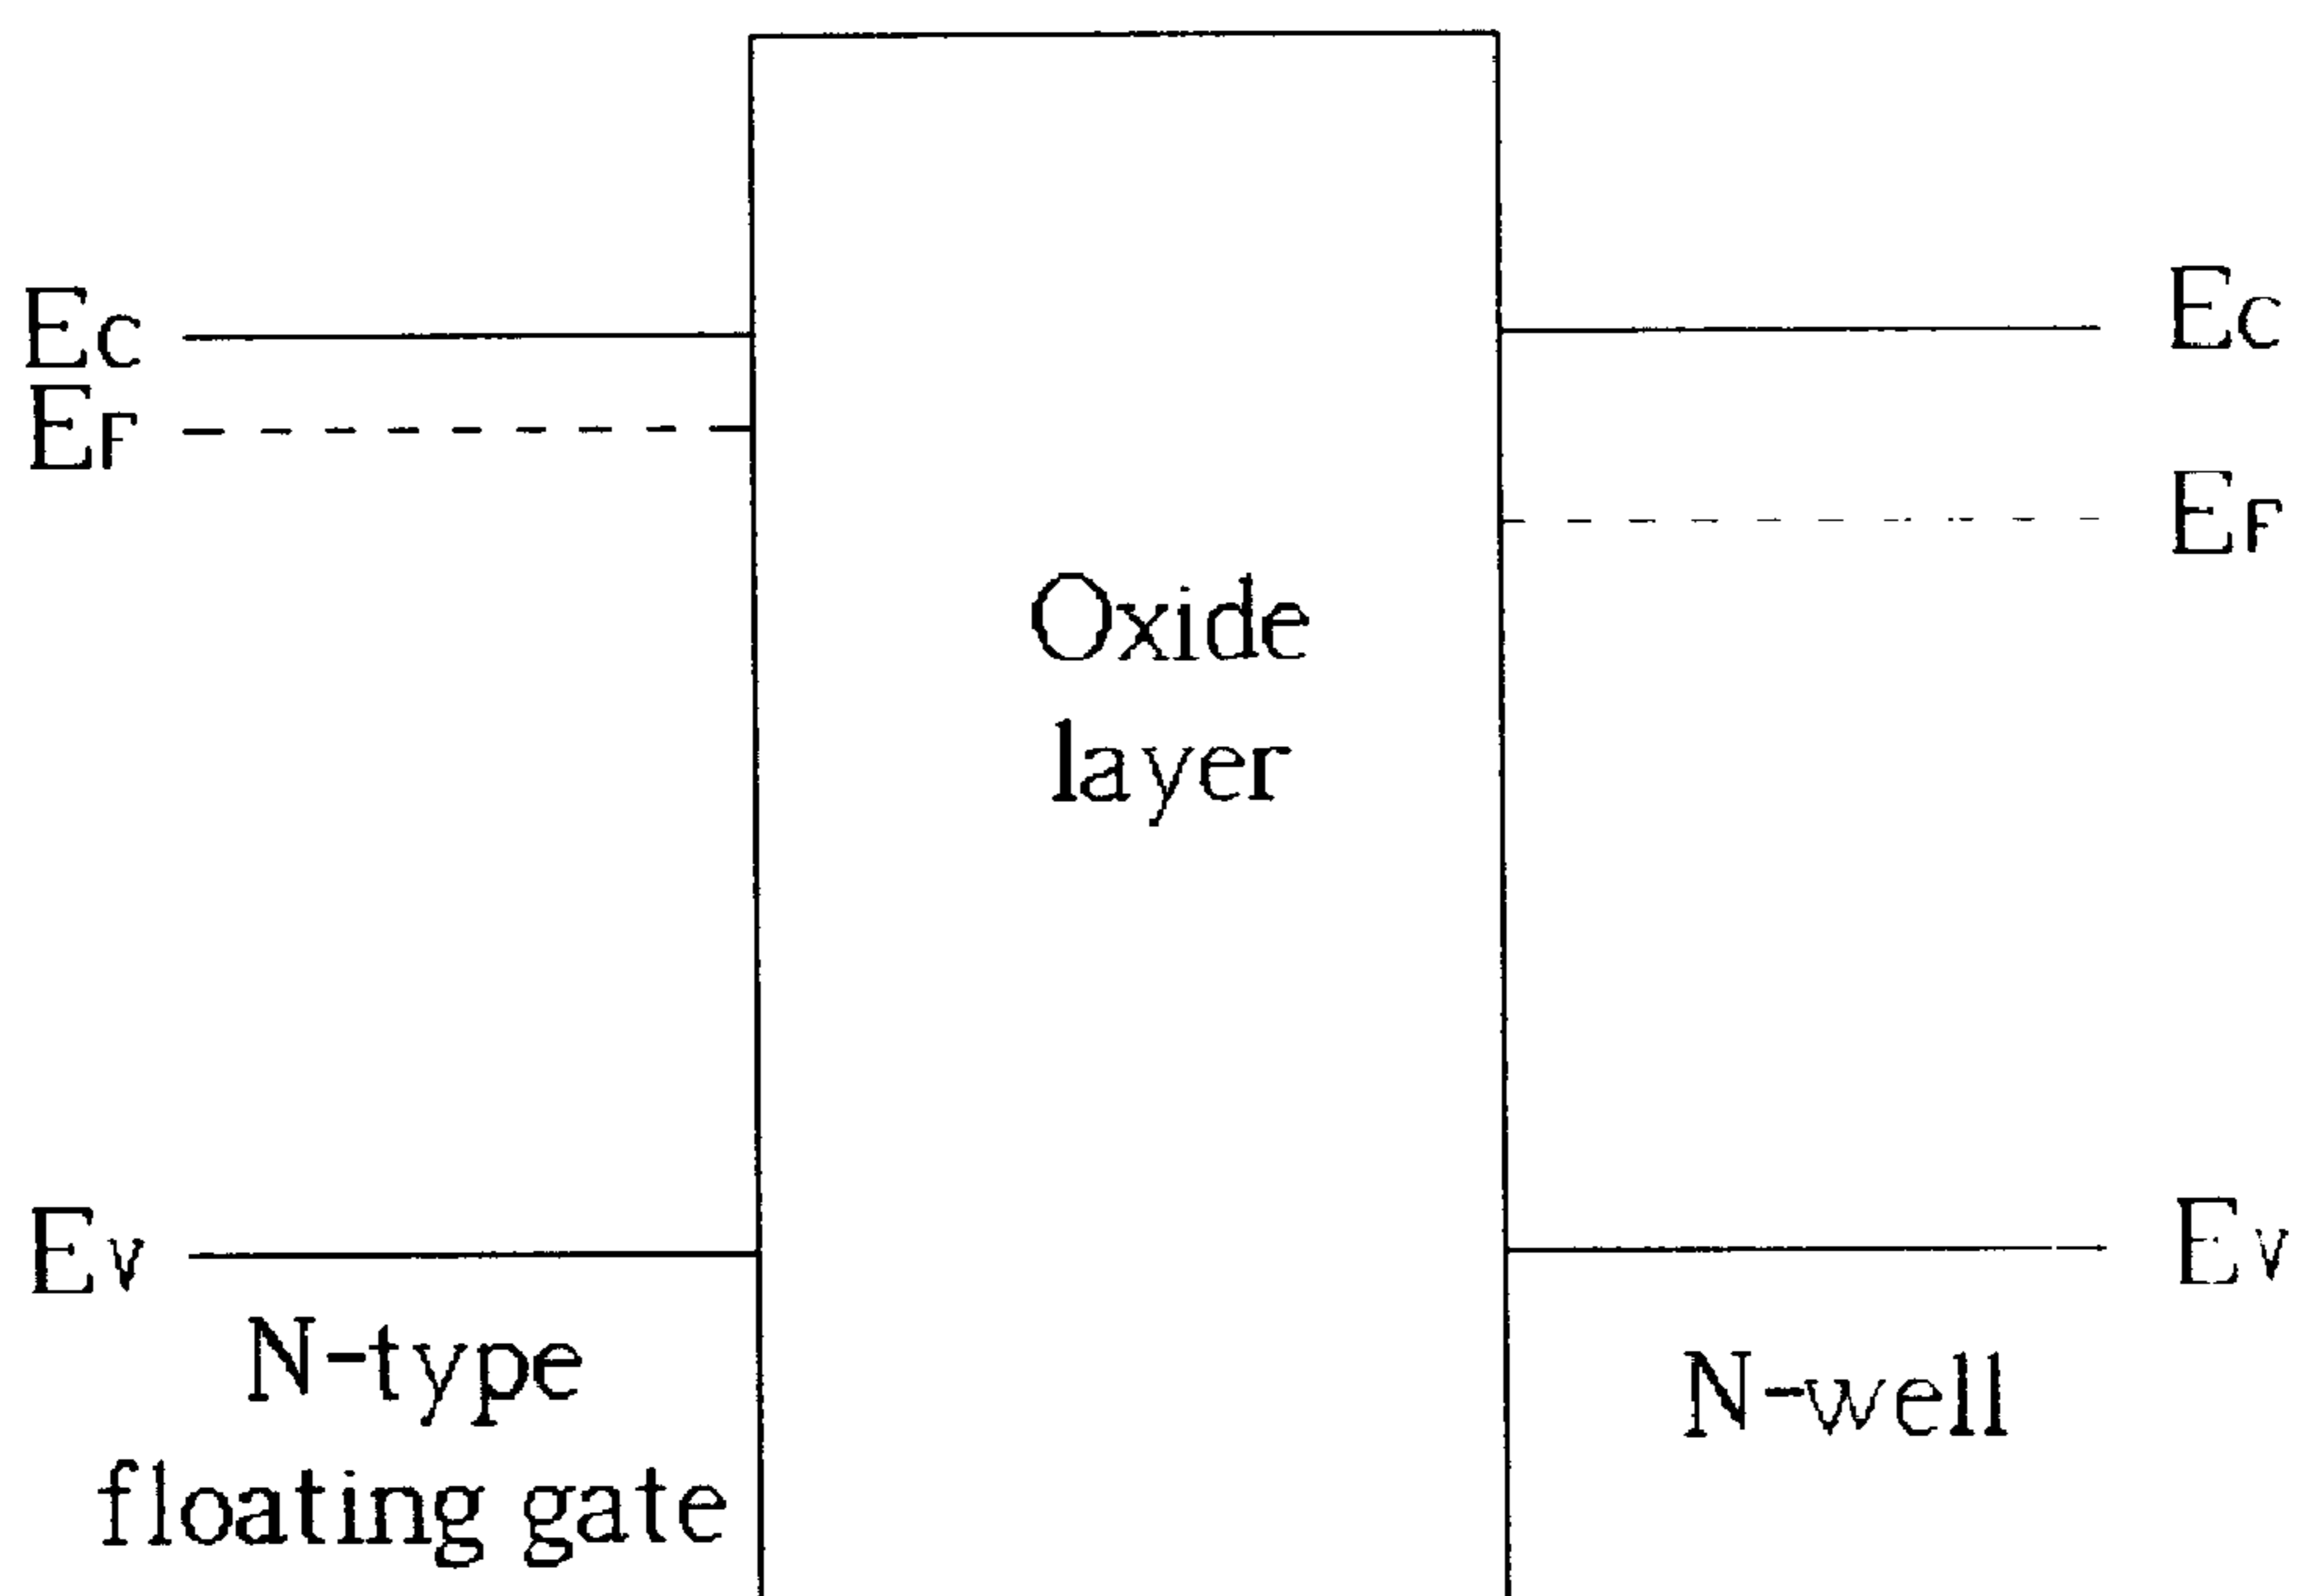 Ec
EF
Ev
N-type
floating gate
Oxide
layer
Ec
EF
Ev
N-well